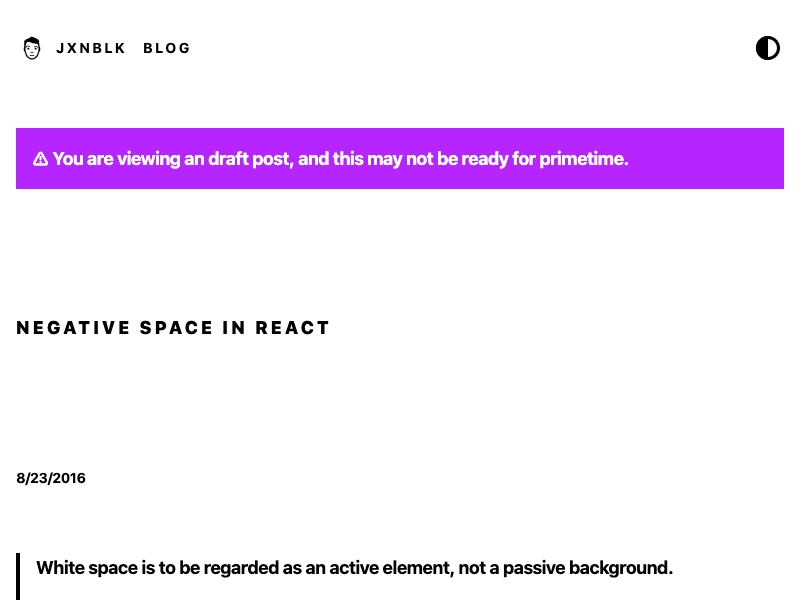 JXNBLK BLOG
⚠ You are viewing an draft post, and this may not be ready for primetime.
NEGATIVE SPACE IN REACT
8/23/2016
White space is to be regarded as an active element, not a passive background.